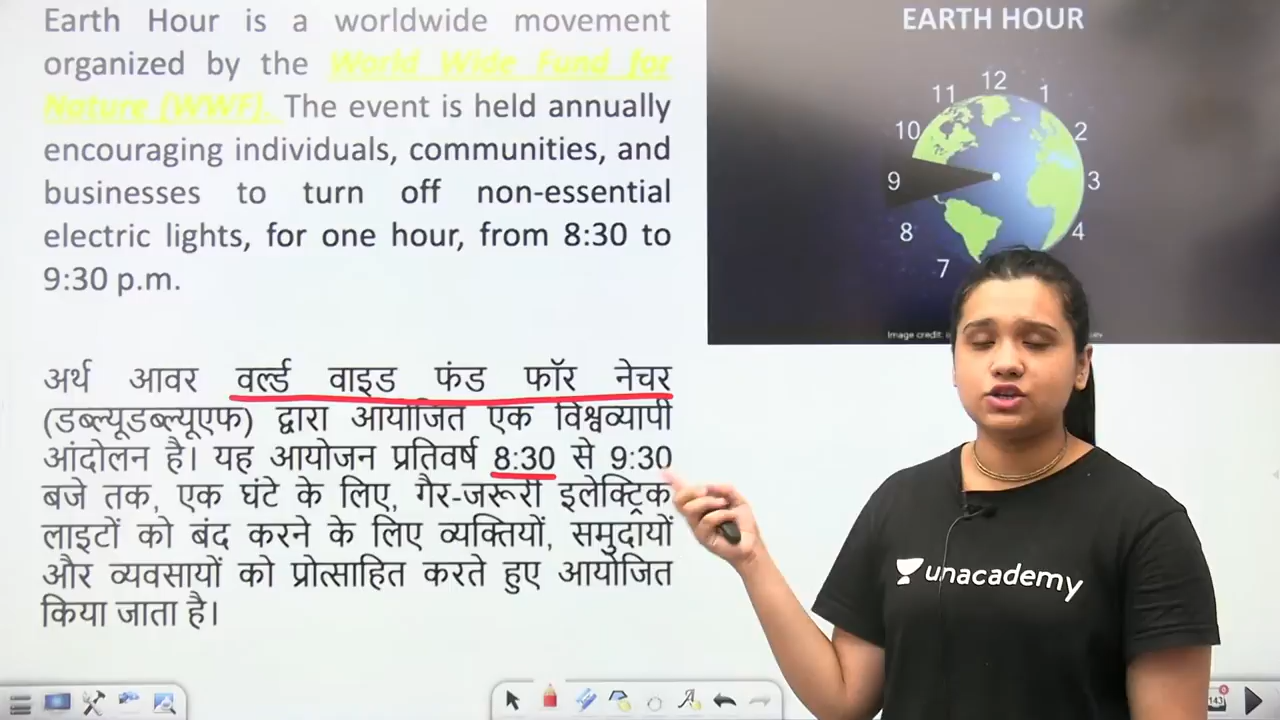 Earth Hour is a worldwide movement
organized by the World Wide Fund for
Nature (WWF). The event is held annually
encouraging individuals, communities, and
businesses to turn off non-essential
electric lights, for one hour, from 8:30 to
9:30 p.m.
अर्थ आवर वर्ल्ड वाइड फंड फॉर नेचर
(डब्ल्यूडब्ल्यूएफ) द्वारा आयोजित एक विश्वव्यापी
आंदोलन है। यह आयोजन प्रतिवर्ष 8:30 से 9:30
बजे तक, एक घंटे के लिए, गैर-जरूरी इलेक्ट्रिक
लाइटों को बंद करने के लिए व्यक्तियों, समुदायों
और व्यवसायों को प्रोत्साहित करते हुए आयोजित
किया जाता है।
EARTH HOUR
12
11 1
10 2
9 3
8 4
7
Image credit:
unacademy
143